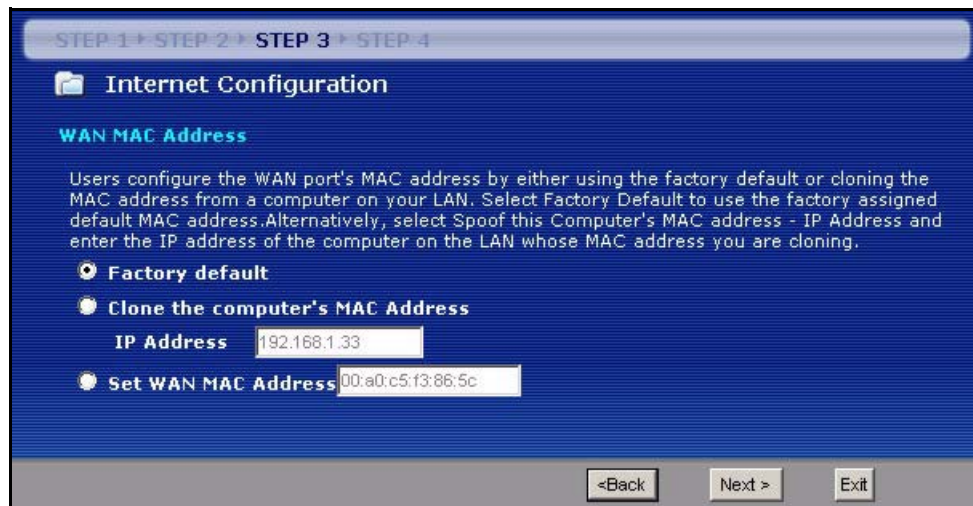 STEP 1 ▸ STEP 2 ▸ STEP 3 ▸ STEP 4
Internet Configuration
WAN MAC Address
Users configure the WAN port's MAC address by either using the factory default or cloning the
MAC address from a computer on your LAN. Select Factory Default to use the factory assigned
default MAC address.Alternatively, select Spoof this Computer's MAC address - IP Address and
enter the IP address of the computer on the LAN whose MAC address you are cloning.
Factory default
Clone the computer's MAC Address
IP Address 192.168.1.33
Set WAN MAC Address 00:a0:c5:f3:86:5c
<Back Next > Exit